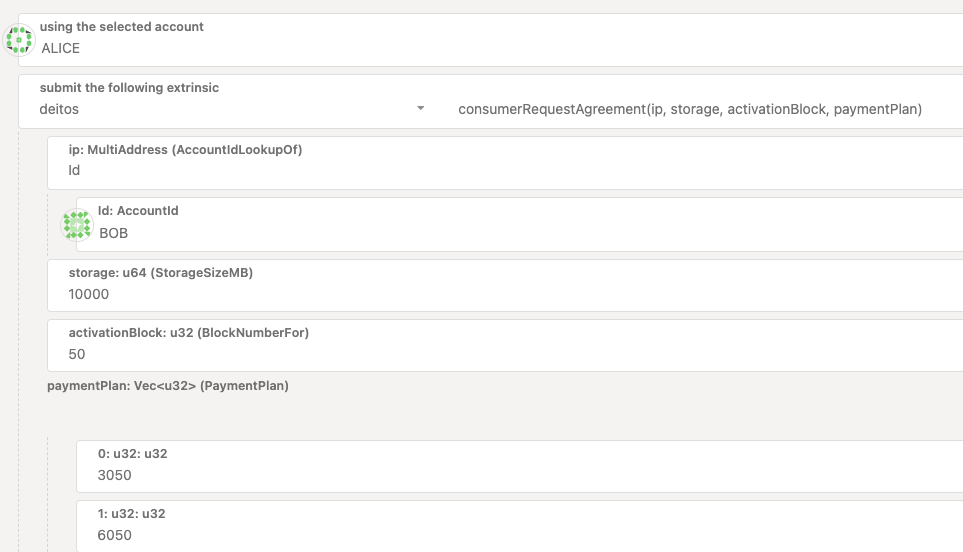 using the selected account
ALICE
submit the following extrinsic
deitos
consumerRequestAgreement(ip, storage, activationBlock, paymentPlan)
ip: MultiAddress (AccountIdLookupOf)
Id
Id: AccountId
BOB
storage: u64 (StorageSizeMB)
10000
activationBlock: u32 (BlockNumberFor)
50
paymentPlan: Vec<u32> (PaymentPlan)
0: u32: u32
3050
1: u32: u32
6050